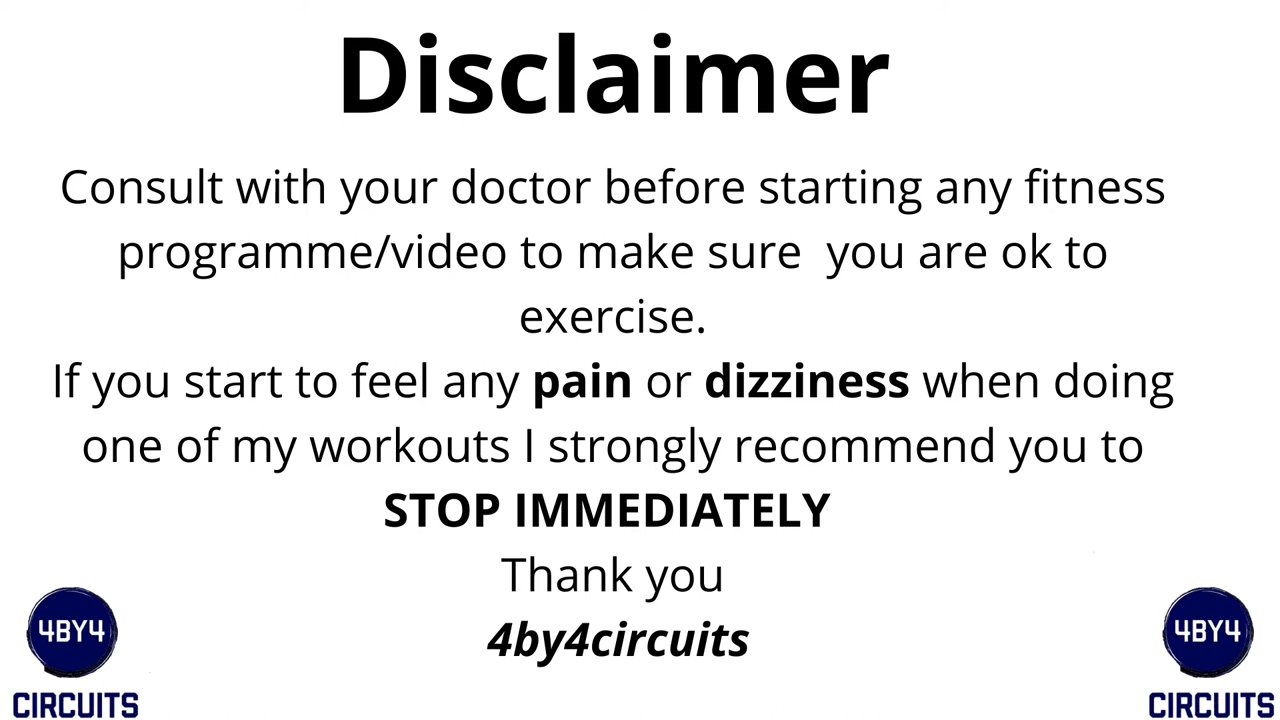 Disclaimer
Consult with your doctor before starting any fitness
programme/video to make sure  you are ok to
exercise.
If you start to feel any pain or dizziness when doing
one of my workouts I strongly recommend you to
STOP IMMEDIATELY
Thank you
4by4circuits
4BY4
CIRCUITS
4BY4
CIRCUITS